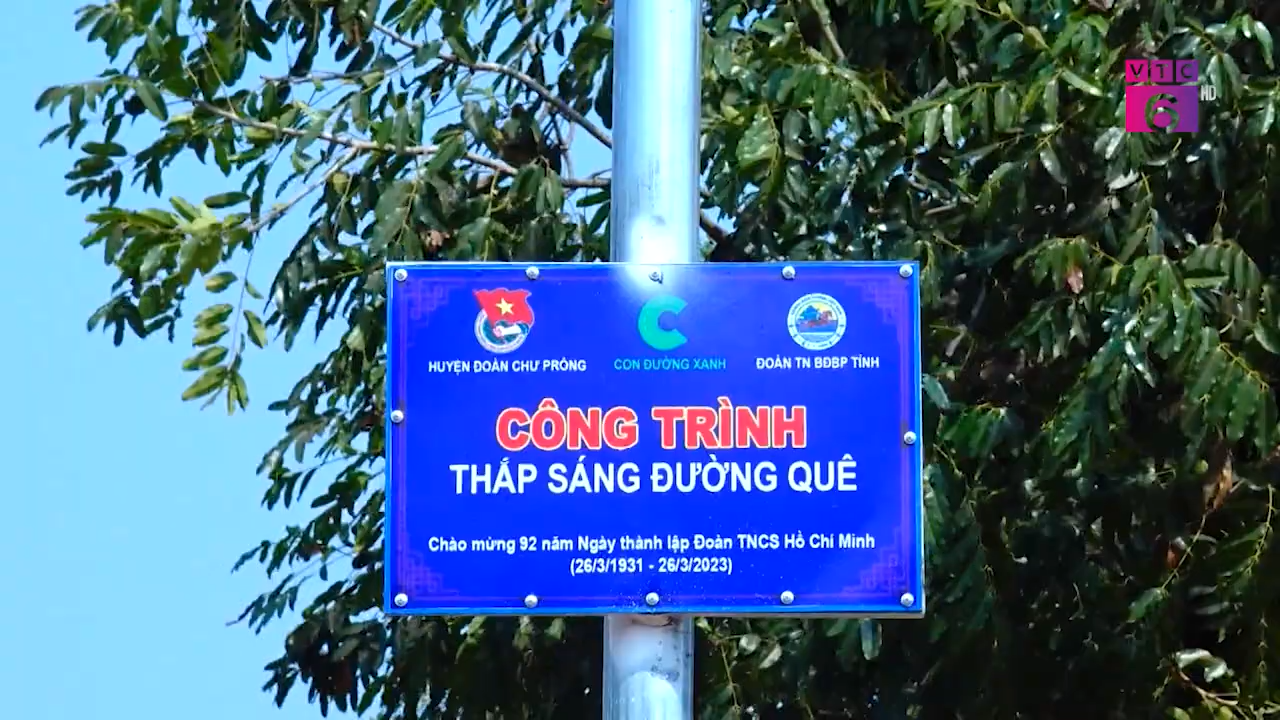 VTC
6 HD
HUYỆN ĐOÀN CHƯ PRÔNG
CON ĐƯỜNG XANH
ĐOÀN TN BĐBP TỈNH
CÔNG TRÌNH
THẮP SÁNG ĐƯỜNG QUÊ
Chào mừng 92 năm Ngày thành lập Đoàn TNCS Hồ Chí Minh
(26/3/1931 - 26/3/2023)